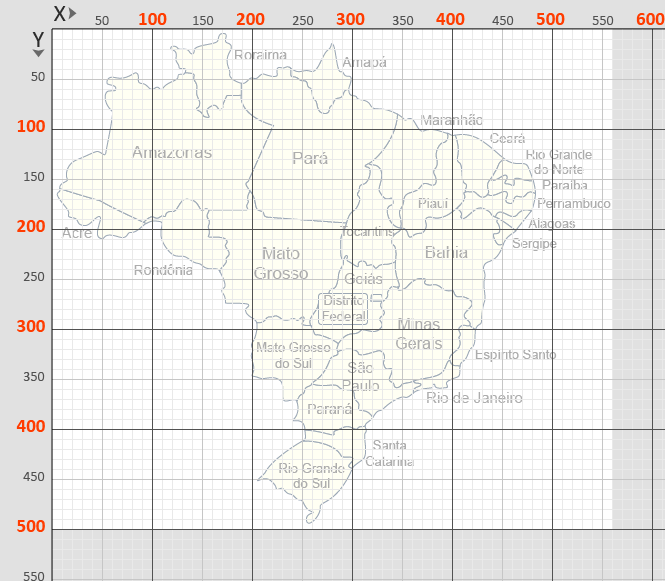 X
50 100 150 200 250 300 350 400 450 500 550 600
Y
50
100
150
200
250
300
350
400
450
500
550
Roraima
Amapá
Maranhão
Ceará
Amazonas
Pará
Rio Grande
do Norte
Paraíba
Piauí
Pernambuco
Acre
Tocantins
Alagoas
Sergipe
Rondônia
Mato
Grosso
Bahia
Goiás
Distrito
Federal
Minas
Gerais
Mato Grosso
do Sul
Espírito Santo
São
Paulo
Rio de Janeiro
Paraná
Santa
Catarina
Rio Grande
do Sul